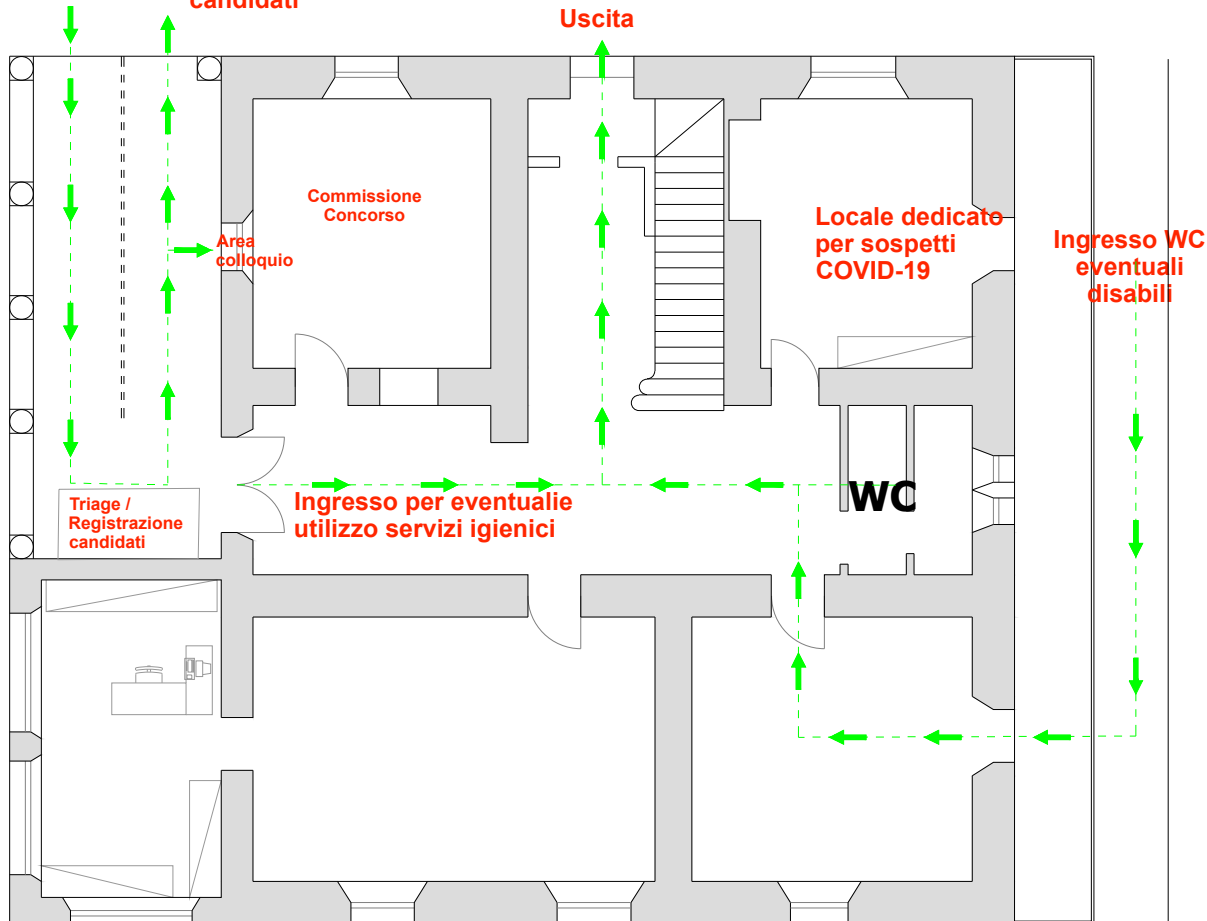 candidati
Uscita
Commissione
Concorso
Area
colloquio
Locale dedicato
per sospetti
COVID-19
Ingresso WC
eventuali
disabili
Triage /
Registrazione
candidati
Ingresso per eventualie
utilizzo servizi igienici
WC